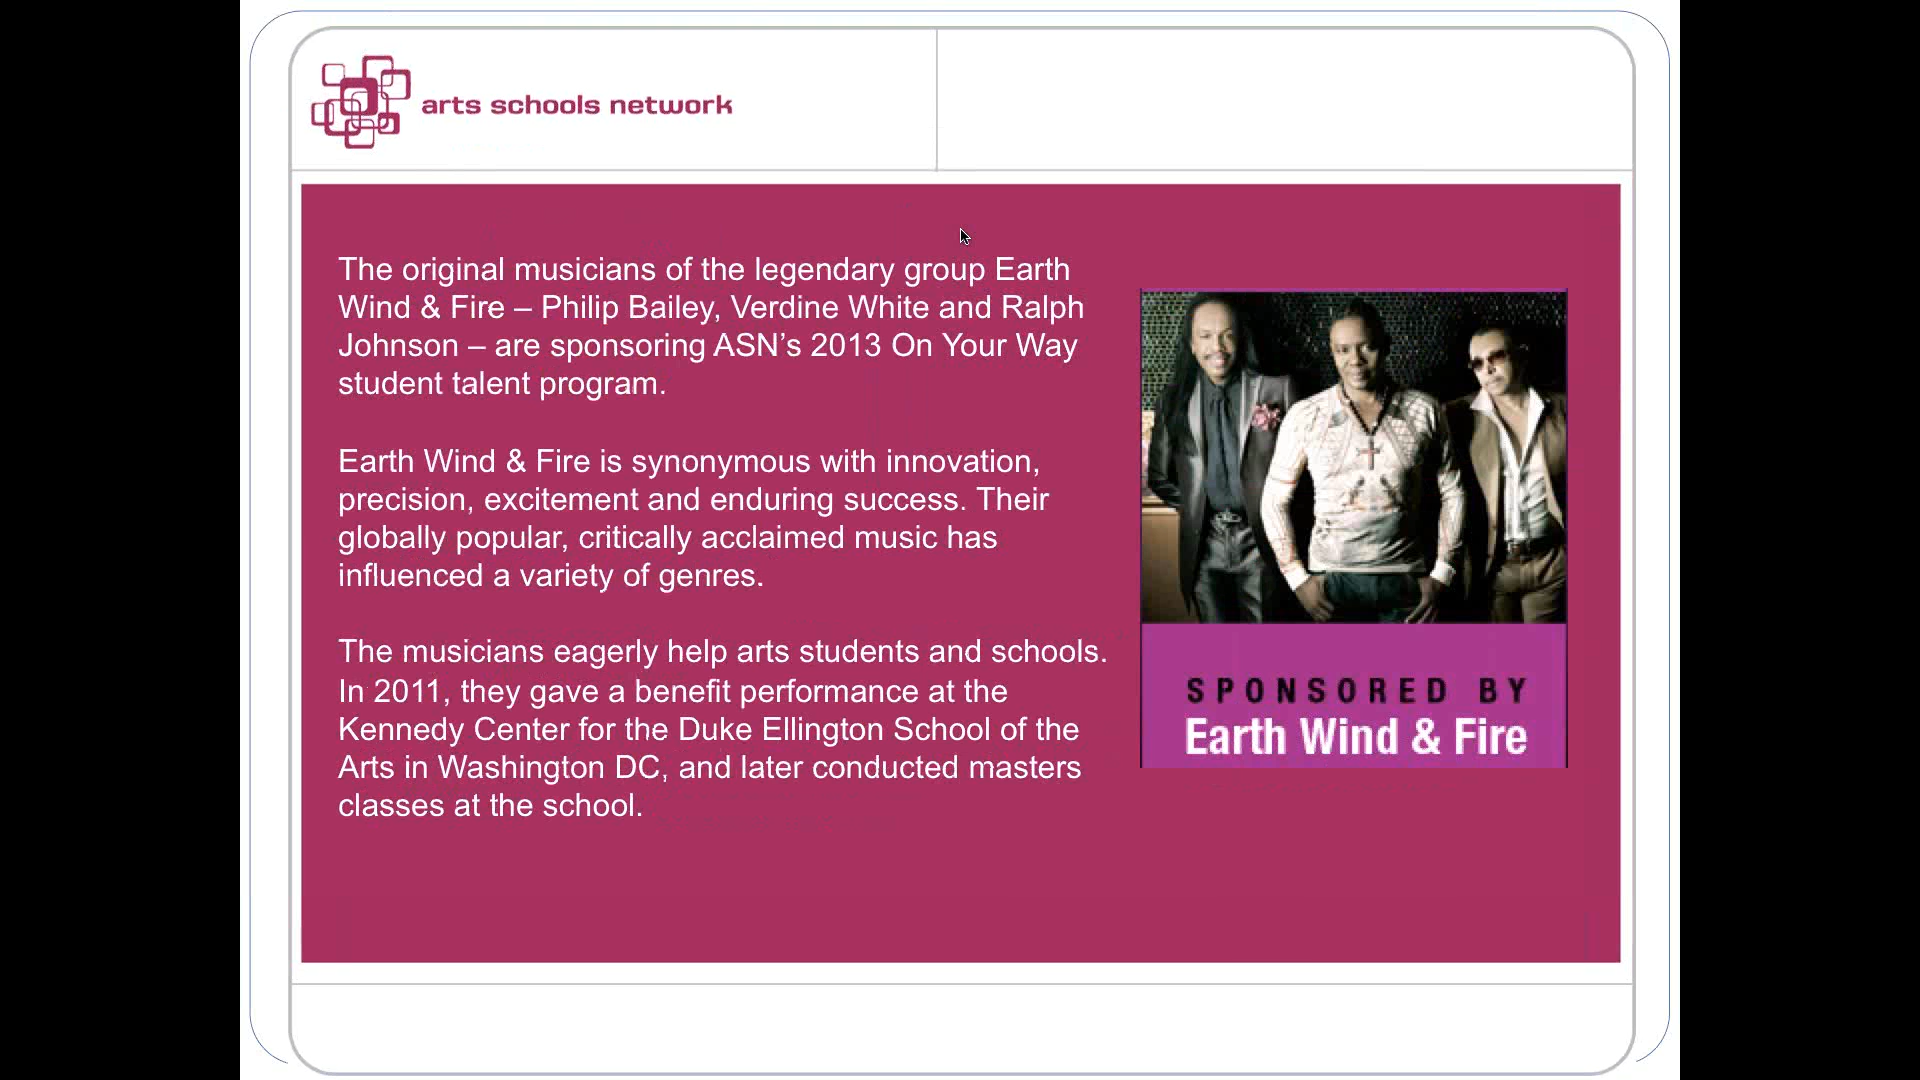 arts schools network
The original musicians of the legendary group Earth
Wind & Fire – Philip Bailey, Verdine White and Ralph
Johnson – are sponsoring ASN’s 2013 On Your Way
student talent program.
Earth Wind & Fire is synonymous with innovation,
precision, excitement and enduring success. Their
globally popular, critically acclaimed music has
influenced a variety of genres.
The musicians eagerly help arts students and schools.
In 2011, they gave a benefit performance at the
Kennedy Center for the Duke Ellington School of the
Arts in Washington DC, and later conducted masters
classes at the school.
SPONSORED BY
Earth Wind & Fire